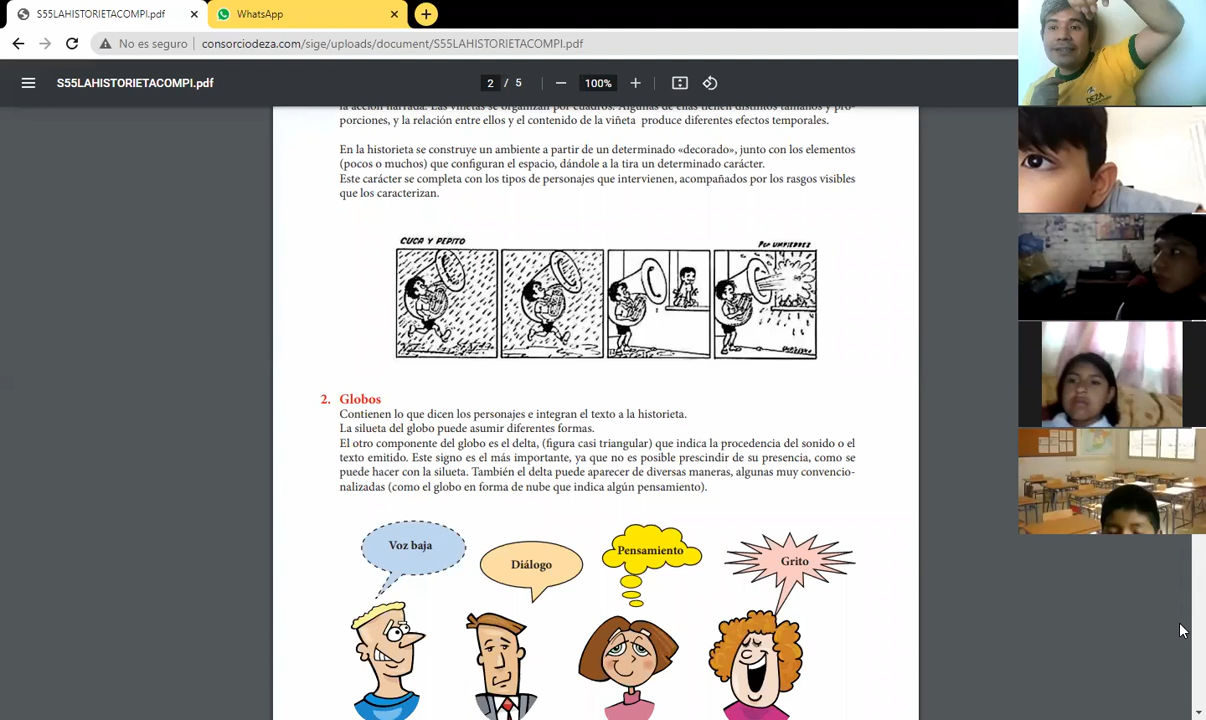 S55LAHISTORIETACOMPI.pdf
WhatsApp
No es seguro
consorciodeza.com/sige/uploads/document/S55LAHISTORIETACOMPI.pdf
S55LAHISTORIETACOMPI.pdf
2 / 5
100%
la acción narrada. Las viñetas se organizan por cuadros. Algunas de ellas tienen distintos tamaños y pro-
porciones, y la relación entre ellos y el contenido de la viñeta produce diferentes efectos temporales.
En la historieta se construye un ambiente a partir de un determinado «decorado», junto con los elementos
(pocos o muchos) que configuran el espacio, dándole a la tira un determinado carácter.
Este carácter se completa con los tipos de personajes que intervienen, acompañados por los rasgos visibles
que los caracterizan.
CUCA Y PEPITO
POR UMPIERREZ
2. Globos
Contienen lo que dicen los personajes e integran el texto a la historieta.
La silueta del globo puede asumir diferentes formas.
El otro componente del globo es el delta, (figura casi triangular) que indica la procedencia del sonido o el
texto emitido. Este signo es el más importante, ya que no es posible prescindir de su presencia, como se
puede hacer con la silueta. También el delta puede aparecer de diversas maneras, algunas muy convencio-
nalizadas (como el globo en forma de nube que indica algún pensamiento).
Voz baja
Diálogo
Pensamiento
Grito
DEZA